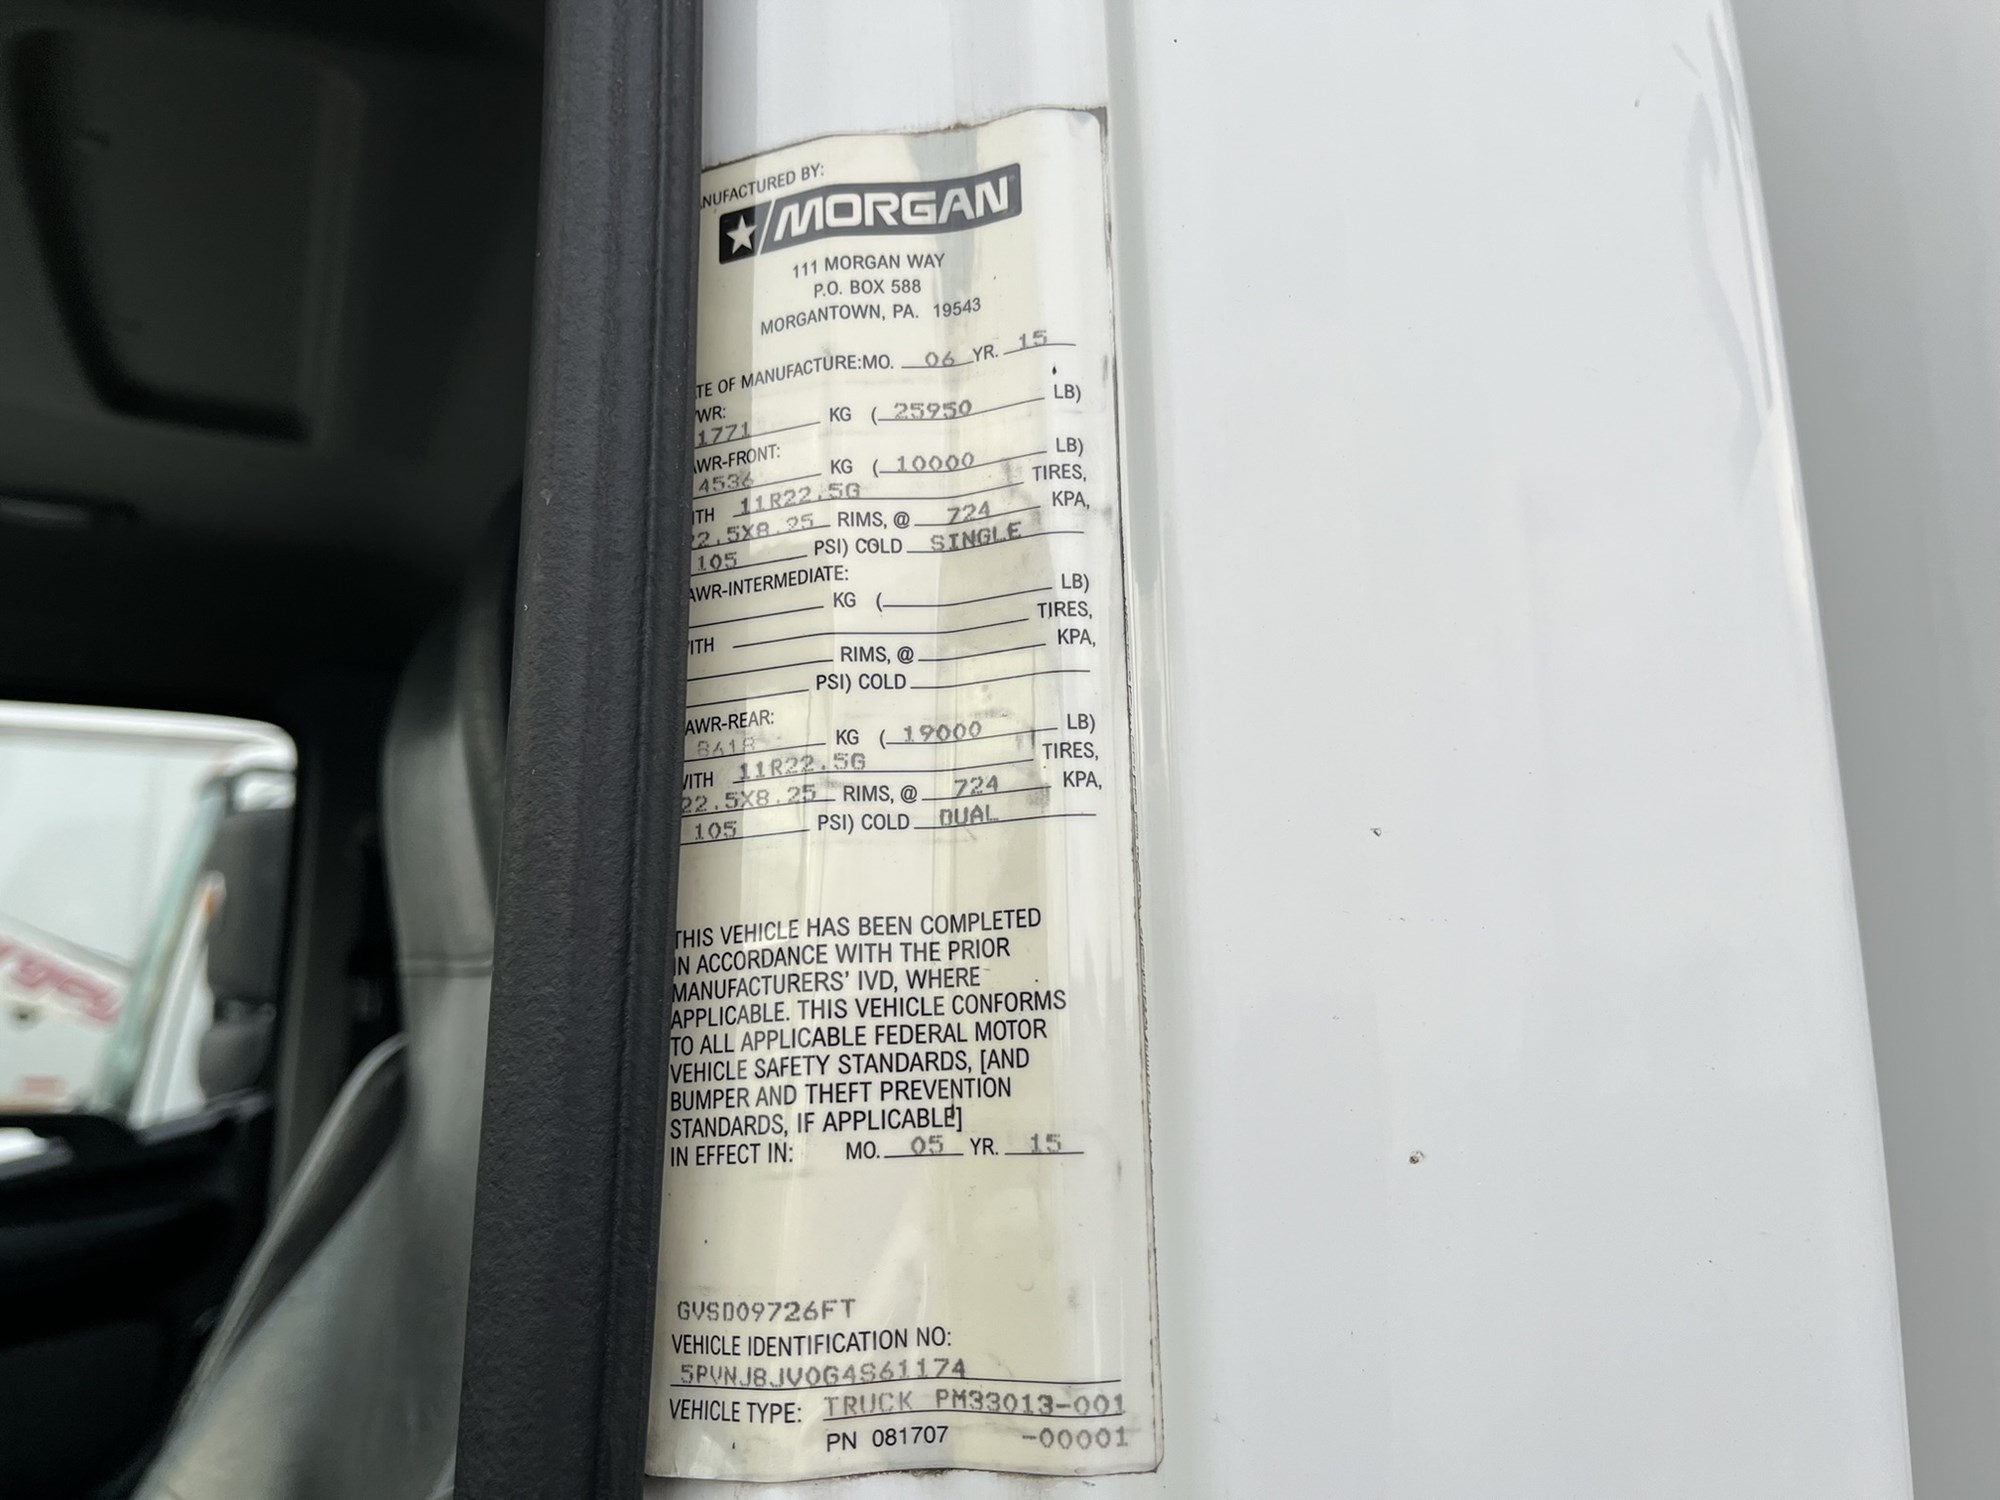 NUFACTURED BY:
MORGAN
111 MORGAN WAY
P.O. BOX 588
MORGANTOWN, PA. 19543
TE OF MANUFACTURE:MO. 06 YR. 15
WR:
1771 KG (25950 LB)
AWR-FRONT:
4536 KG (10000 LB)
ITH 11R22.5G TIRES,
22.5X8.25 RIMS, @ 724 KPA,
105 PSI) COLD SINGLE
AWR-INTERMEDIATE:
KG ( LB)
ITH TIRES,
RIMS, @ KPA,
PSI) COLD
AWR-REAR:
8618 KG (19000 LB)
ITH 11R22.5G TIRES,
22.5X8.25 RIMS, @ 724 KPA,
105 PSI) COLD DUAL
THIS VEHICLE HAS BEEN COMPLETED
IN ACCORDANCE WITH THE PRIOR
MANUFACTURERS' IVD, WHERE
APPLICABLE. THIS VEHICLE CONFORMS
TO ALL APPLICABLE FEDERAL MOTOR
VEHICLE SAFETY STANDARDS, [AND
BUMPER AND THEFT PREVENTION
STANDARDS, IF APPLICABLE]
IN EFFECT IN: MO. 05 YR. 15
GVSD09726FT
VEHICLE IDENTIFICATION NO:
5PVNJ8JV0G4S61174
VEHICLE TYPE: TRUCK PM33013-001
PN 081707 -00001